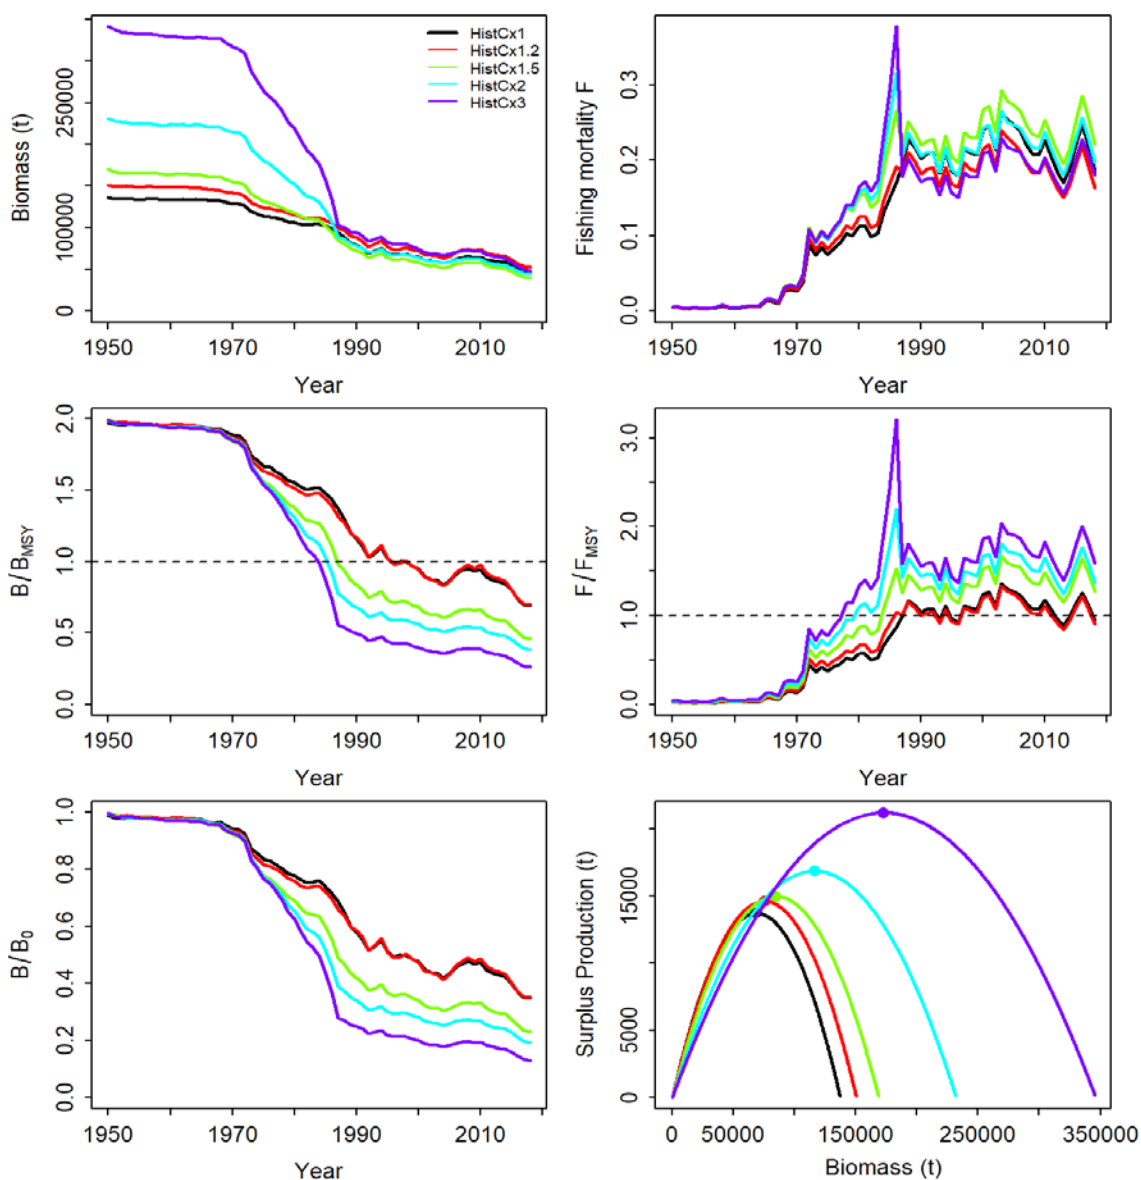 Biomass (t)
250000
100000
0
1950 1970 1990 2010
Year
HistCx1
HistCx1.2
HistCx1.5
HistCx2
HistCx3
Fishing mortality F
0.3
0.2
0.1
0.0
1950 1970 1990 2010
Year
B/BMSY
2.0
1.5
1.0
0.5
0.0
1950 1970 1990 2010
Year
F/FMSY
3.0
2.0
1.0
0.0
1950 1970 1990 2010
Year
B/B0
1.0
0.8
0.6
0.4
0.2
0.0
1950 1970 1990 2010
Year
Surplus Production (t)
15000
5000
0
0 50000 150000 250000 350000
Biomass (t)